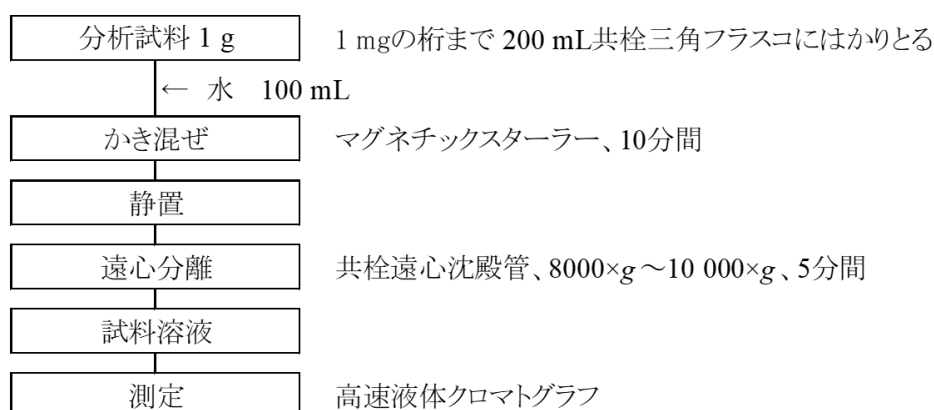 分析試料 1 g 1 mgの桁まで 200 mL共栓三角フラスコにはかりとる
← 水 100 mL
かき混ぜ マグネチックスターラー、10分間
静置
遠心分離 共栓遠心沈殿管、8000×g～10 000×g、5分間
試料溶液
測定 高速液体クロマトグラフ